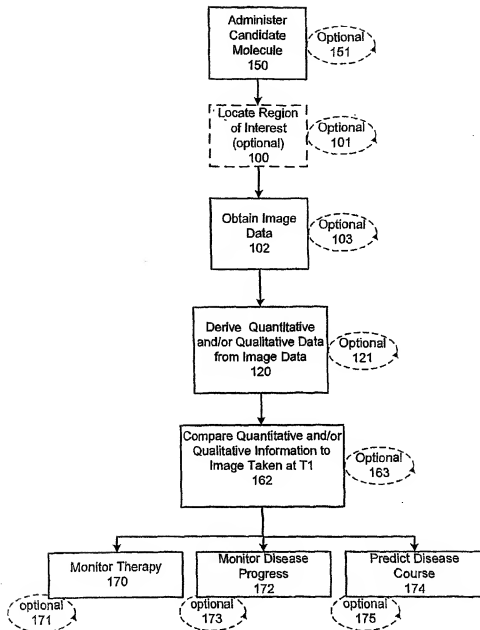 Administer
Candidate
Molecule
150
Optional
151
Locate Region
of Interest
(optional)
100
Optional
101
Obtain Image
Data
102
Optional
103
Derive Quantitative
and/or Qualitative Data
from Image Data
120
Optional
121
Compare Quantitative and/or
Qualitative Information to
Image Taken at T1
162
Optional
163
Monitor Therapy
170
optional
171
Monitor Disease
Progress
172
optional
173
Predict Disease
Course
174
optional
175